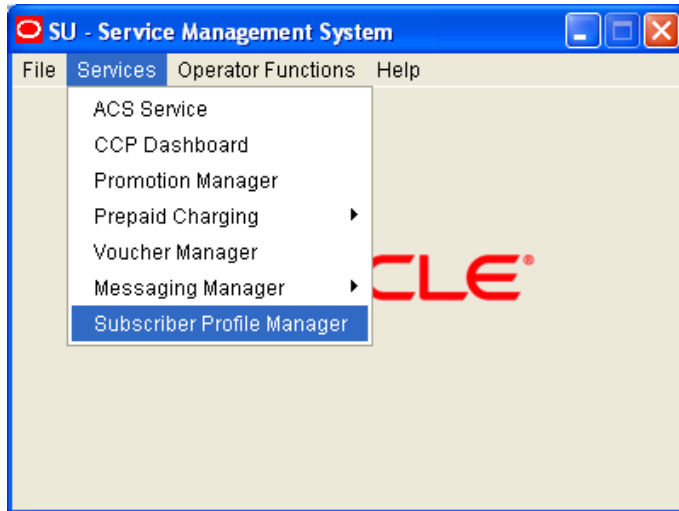 SU - Service Management System
File Services Operator Functions Help
ACS Service
CCP Dashboard
Promotion Manager
Prepaid Charging
Voucher Manager
Messaging Manager
CLE®
Subscriber Profile Manager